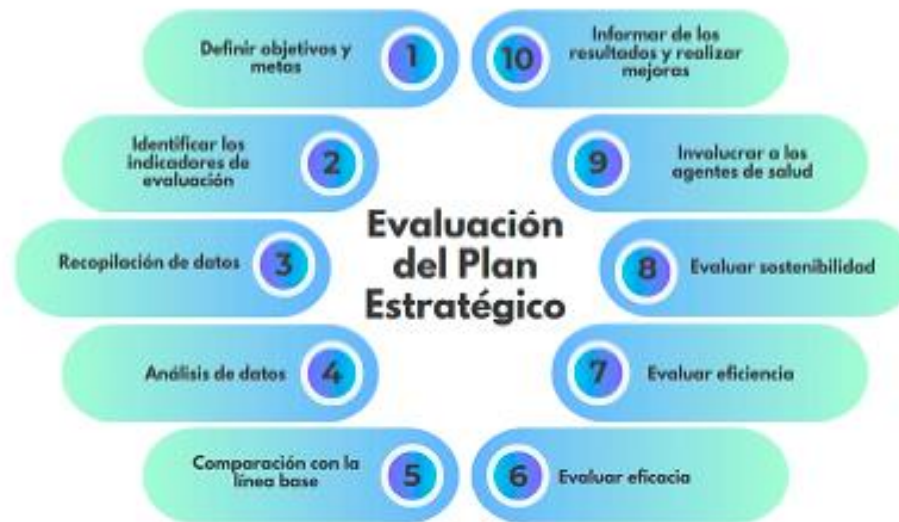 Evaluación
del Plan
Estratégico
1
Definir objetivos y
metas
2
Identificar los
indicadores de
evaluación
3
Recopilación de datos
4
Análisis de datos
5
Comparación con la
línea base
6
Evaluar eficacia
7
Evaluar eficiencia
8
Evaluar sostenibilidad
9
Involucrar a los
agentes de salud
10
Informar de los
resultados y realizar
mejoras